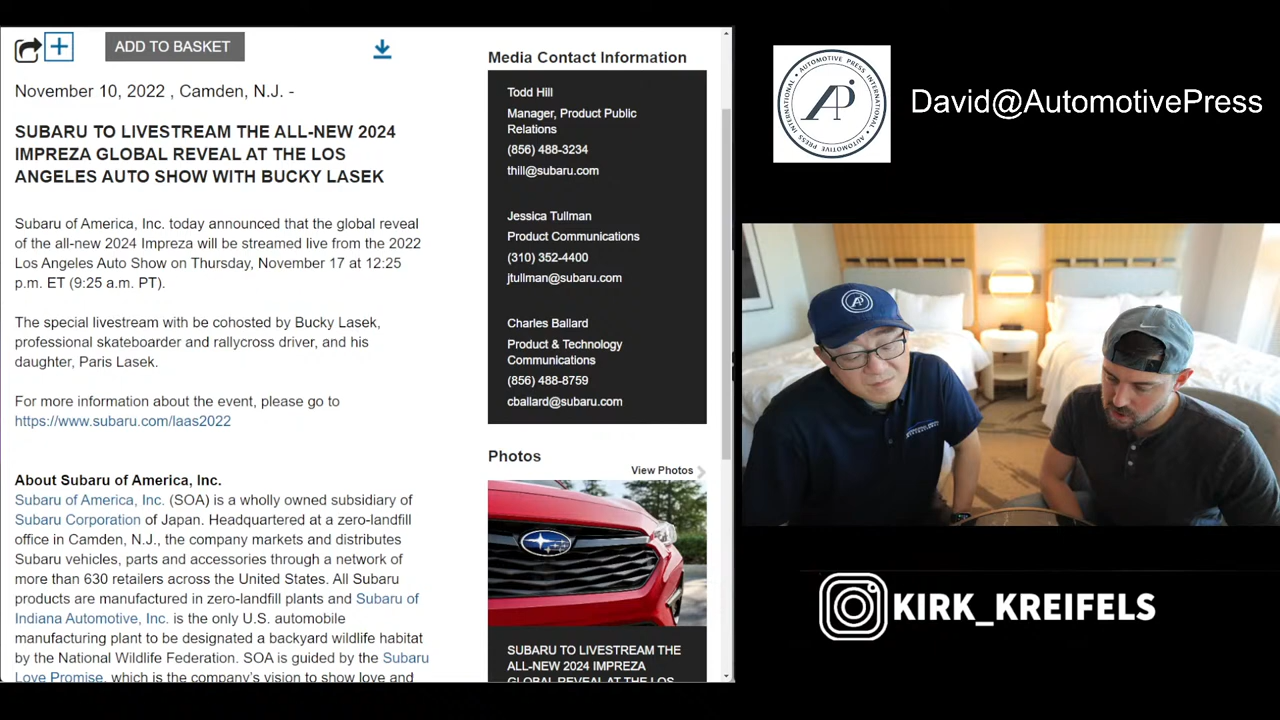 ADD TO BASKET
November 10, 2022 , Camden, N.J. -
SUBARU TO LIVESTREAM THE ALL-NEW 2024
IMPREZA GLOBAL REVEAL AT THE LOS
ANGELES AUTO SHOW WITH BUCKY LASEK
Subaru of America, Inc. today announced that the global reveal
of the all-new 2024 Impreza will be streamed live from the 2022
Los Angeles Auto Show on Thursday, November 17 at 12:25
p.m. ET (9:25 a.m. PT).
The special livestream with be cohosted by Bucky Lasek,
professional skateboarder and rallycross driver, and his
daughter, Paris Lasek.
For more information about the event, please go to
https://www.subaru.com/laas2022
About Subaru of America, Inc.
Subaru of America, Inc. (SOA) is a wholly owned subsidiary of
Subaru Corporation of Japan. Headquartered at a zero-landfill
office in Camden, N.J., the company markets and distributes
Subaru vehicles, parts and accessories through a network of
more than 630 retailers across the United States. All Subaru
products are manufactured in zero-landfill plants and Subaru of
Indiana Automotive, Inc. is the only U.S. automobile
manufacturing plant to be designated a backyard wildlife habitat
by the National Wildlife Federation. SOA is guided by the Subaru
Love Promise, which is the company's vision to show love and
Media Contact Information
Todd Hill
Manager, Product Public
Relations
(856) 488-3234
thill@subaru.com
Jessica Tullman
Product Communications
(310) 352-4400
jtullman@subaru.com
Charles Ballard
Product & Technology
Communications
(856) 488-8759
cballard@subaru.com
Photos
View Photos
SUBARU TO LIVESTREAM THE
ALL-NEW 2024 IMPREZA
GLOBAL REVEAL AT THE LOS
AUTOMOTIVE PRESS INTERNATIONAL
AUTOMOTIVE PRESS INTERNATIONAL
API
David@AutomotivePress
KIRK_KREIFELS